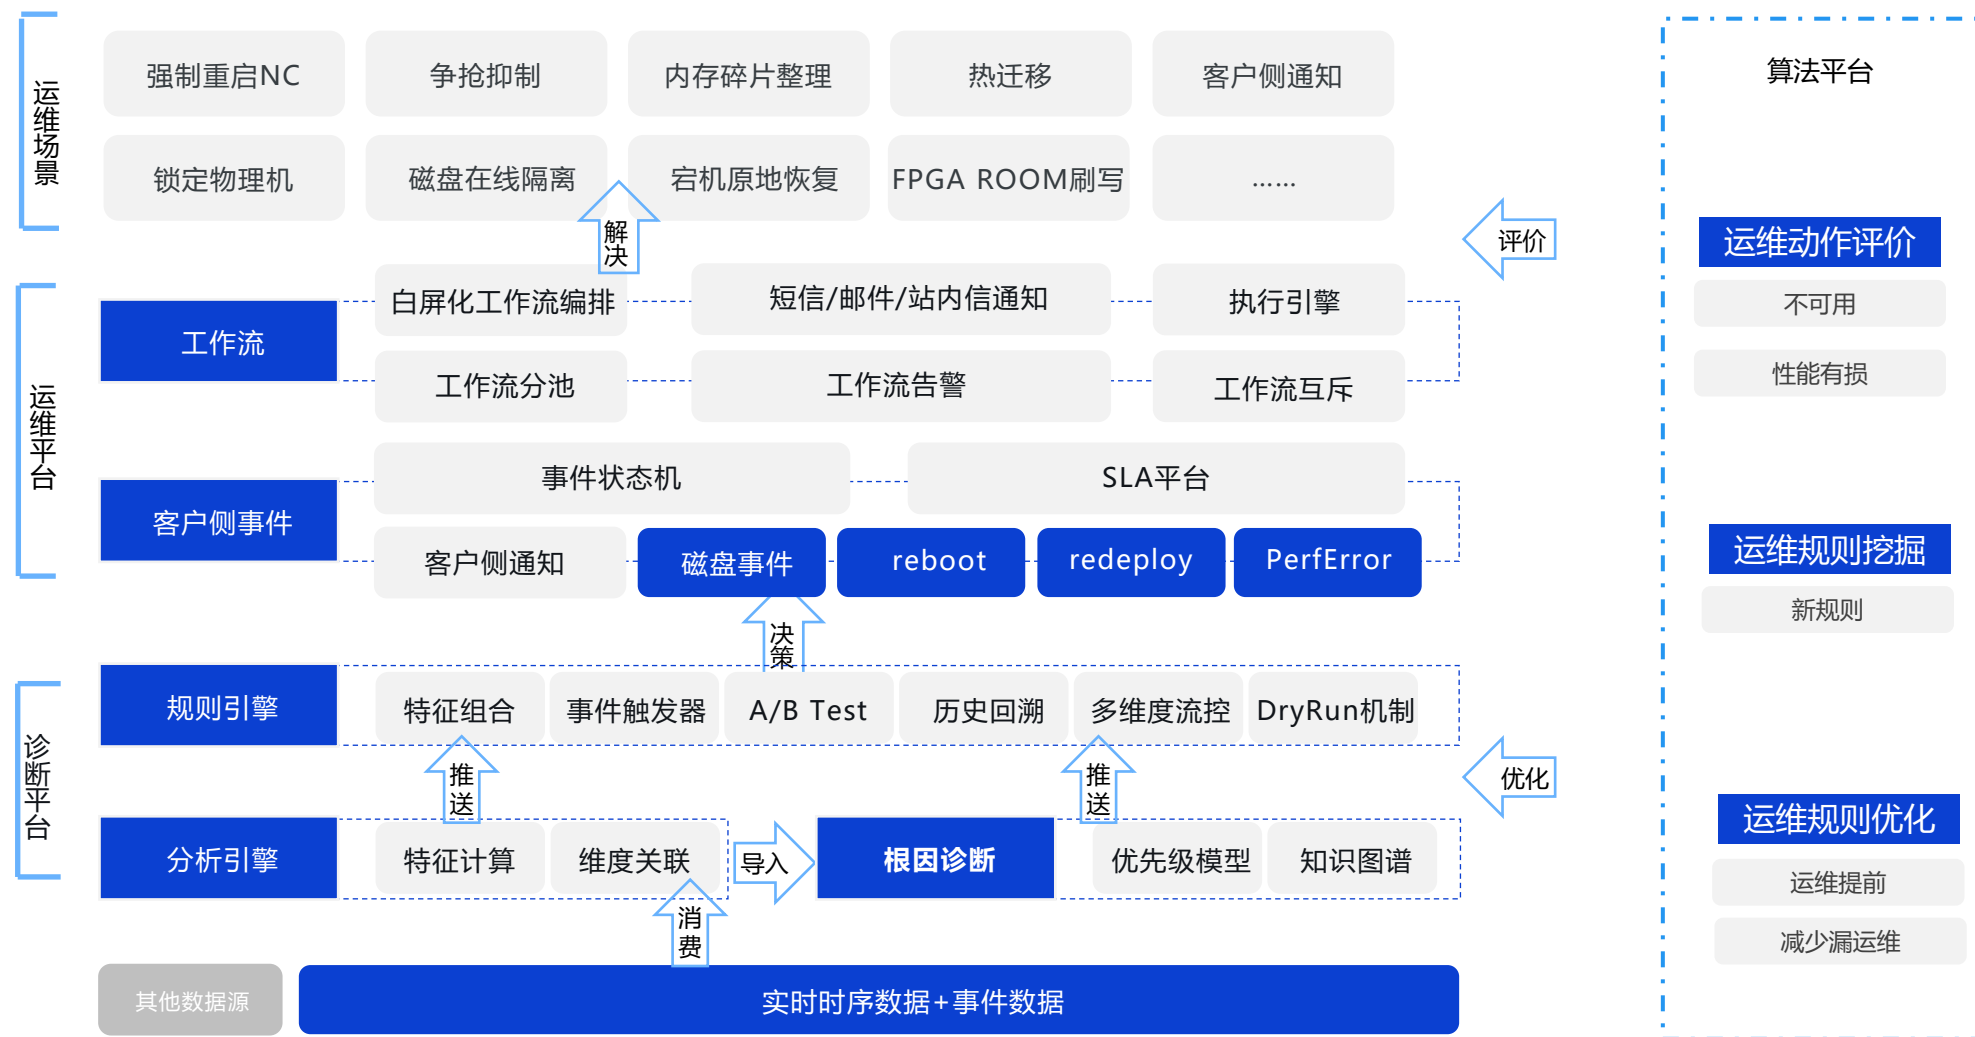 运维场景
强制重启NC
争抢抑制
内存碎片整理
热迁移
客户侧通知
锁定物理机
磁盘在线隔离
宕机原地恢复
FPGA ROOM刷写
……
解决
评价
运维平台
工作流
白屏化工作流编排
短信/邮件/站内信通知
执行引擎
工作流分池
工作流告警
工作流互斥
客户侧事件
事件状态机
SLA平台
客户侧通知
磁盘事件
reboot
redeploy
PerfError
决策
诊断平台
规则引擎
特征组合
事件触发器
A/B Test
历史回溯
多维度流控
DryRun机制
推送
推送
优化
分析引擎
特征计算
维度关联
导入
根因诊断
优先级模型
知识图谱
消费
其他数据源
实时时序数据+事件数据
算法平台
运维动作评价
不可用
性能有损
运维规则挖掘
新规则
运维规则优化
运维提前
减少漏运维